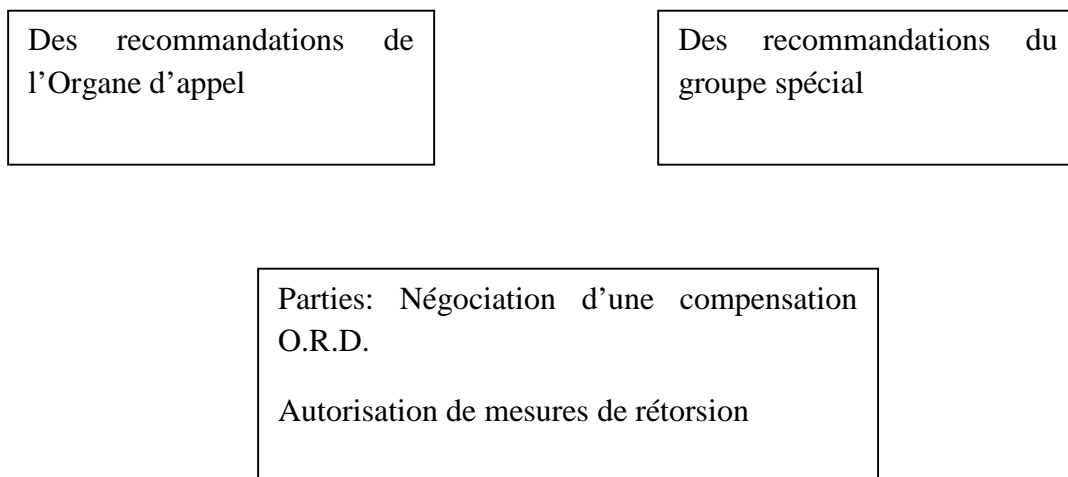 Des recommandations de
l’Organe d’appel
Des recommandations du
groupe spécial
Parties: Négociation d’une compensation
O.R.D.
Autorisation de mesures de rétorsion